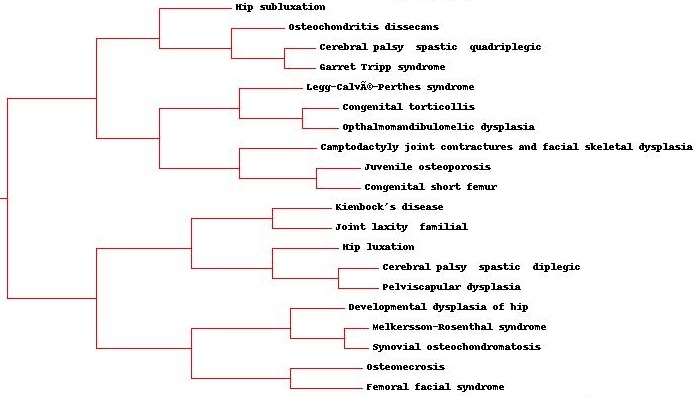 Hip subluxation
Osteochondritis dissecans
Cerebral palsy spastic quadriplegic
Garret Tripp syndrome
Legg-CalvÃ©-Perthes syndrome
Congenital torticollis
Opthalmomandibulomelic dysplasia
Camptodactyly joint contractures and facial skeletal dysplasia
Juvenile osteoporosis
Congenital short femur
Kienbock's disease
Joint laxity familial
Hip luxation
Cerebral palsy spastic diplegic
Pelviscapular dysplasia
Developmental dysplasia of hip
Melkersson-Rosenthal syndrome
Synovial osteochondromatosis
Osteonecrosis
Femoral facial syndrome